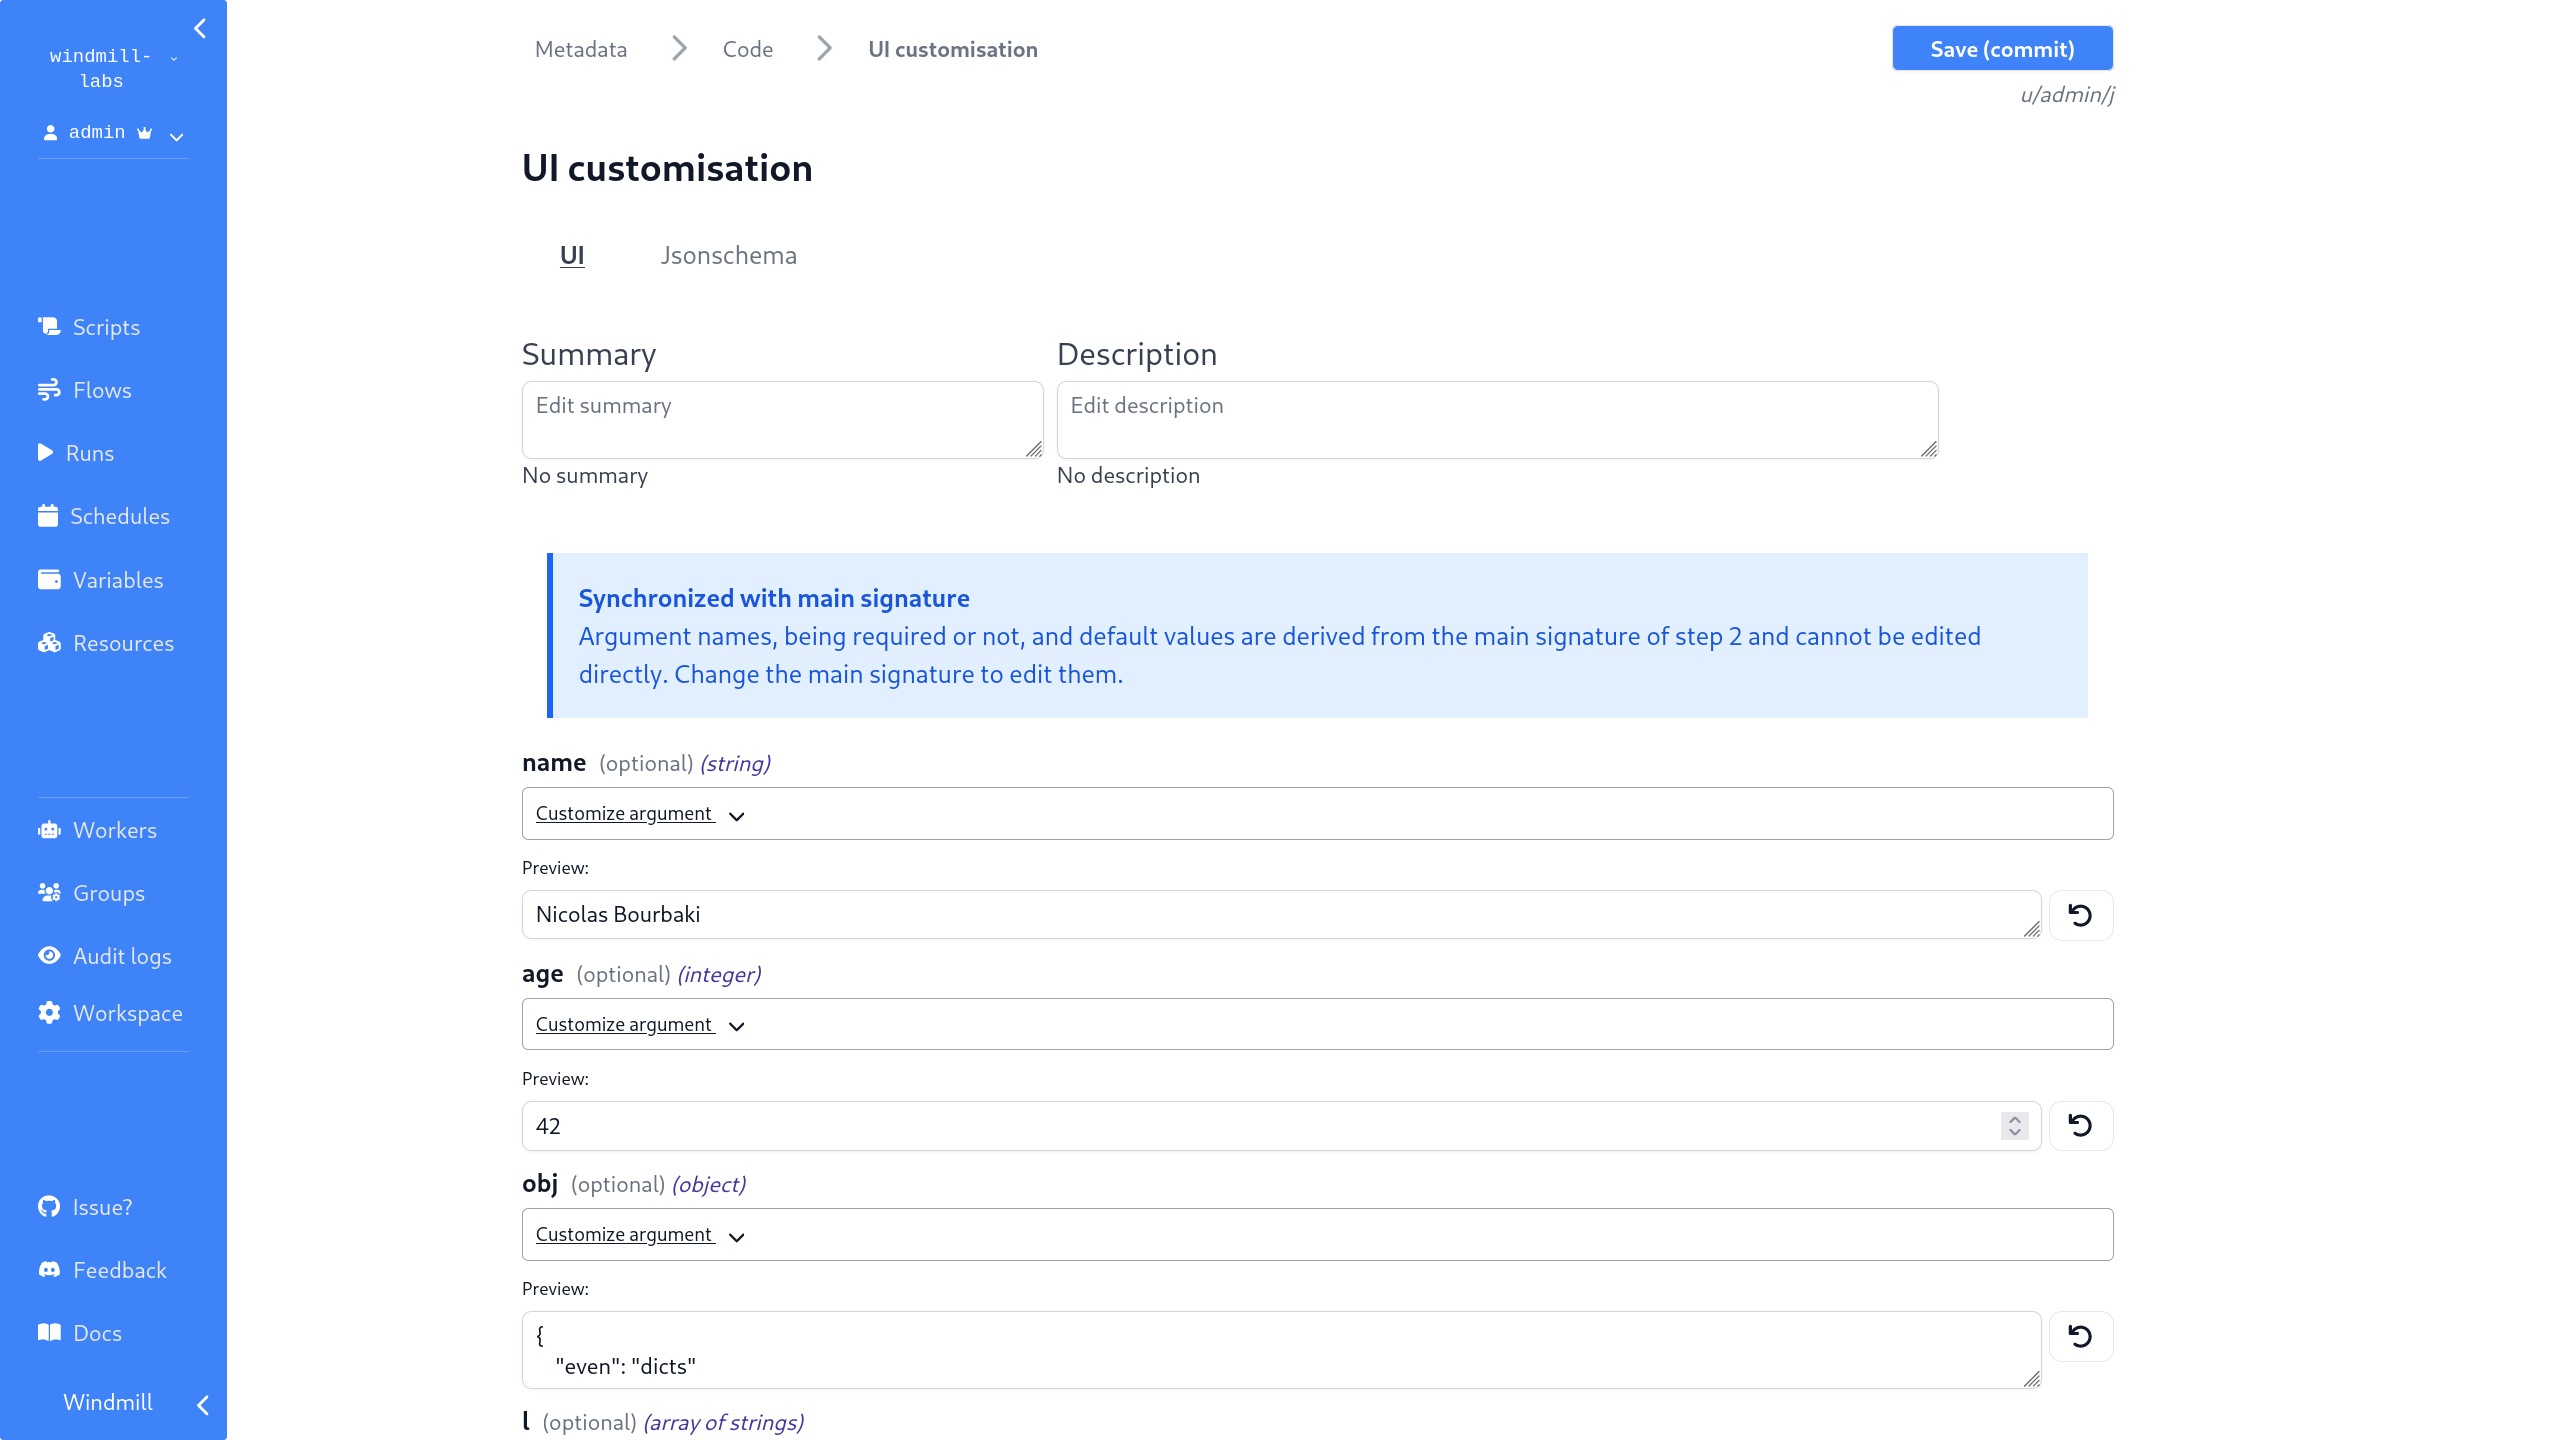 windmill-
labs
admin
Scripts
Flows
Runs
Schedules
Variables
Resources
Workers
Groups
Audit logs
Workspace
Issue?
Feedback
Docs
Windmill
Metadata
Code
UI customisation
Save (commit)
u/admin/j
UI customisation
UI
Jsonschema
Summary
Description
Edit summary
Edit description
No summary
No description
Synchronized with main signature
Argument names, being required or not, and default values are derived from the main signature of step 2 and cannot be edited
directly. Change the main signature to edit them.
name (optional) (string)
Customize argument
Preview:
Nicolas Bourbaki
age (optional) (integer)
Customize argument
Preview:
42
obj (optional) (object)
Customize argument
Preview:
{
"even": "dicts"
l (optional) (array of strings)